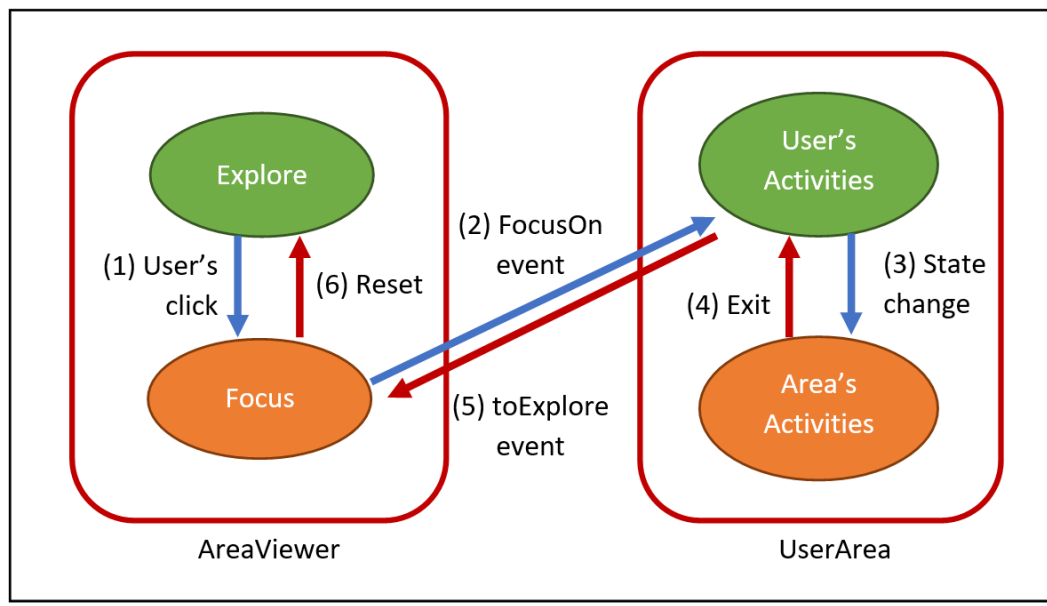 Explore
(1) User's
click
(6) Reset
Focus
AreaViewer
(2) FocusOn
event
(5) toExplore
event
User's
Activities
(4) Exit
(3) State
change
Area's
Activities
UserArea